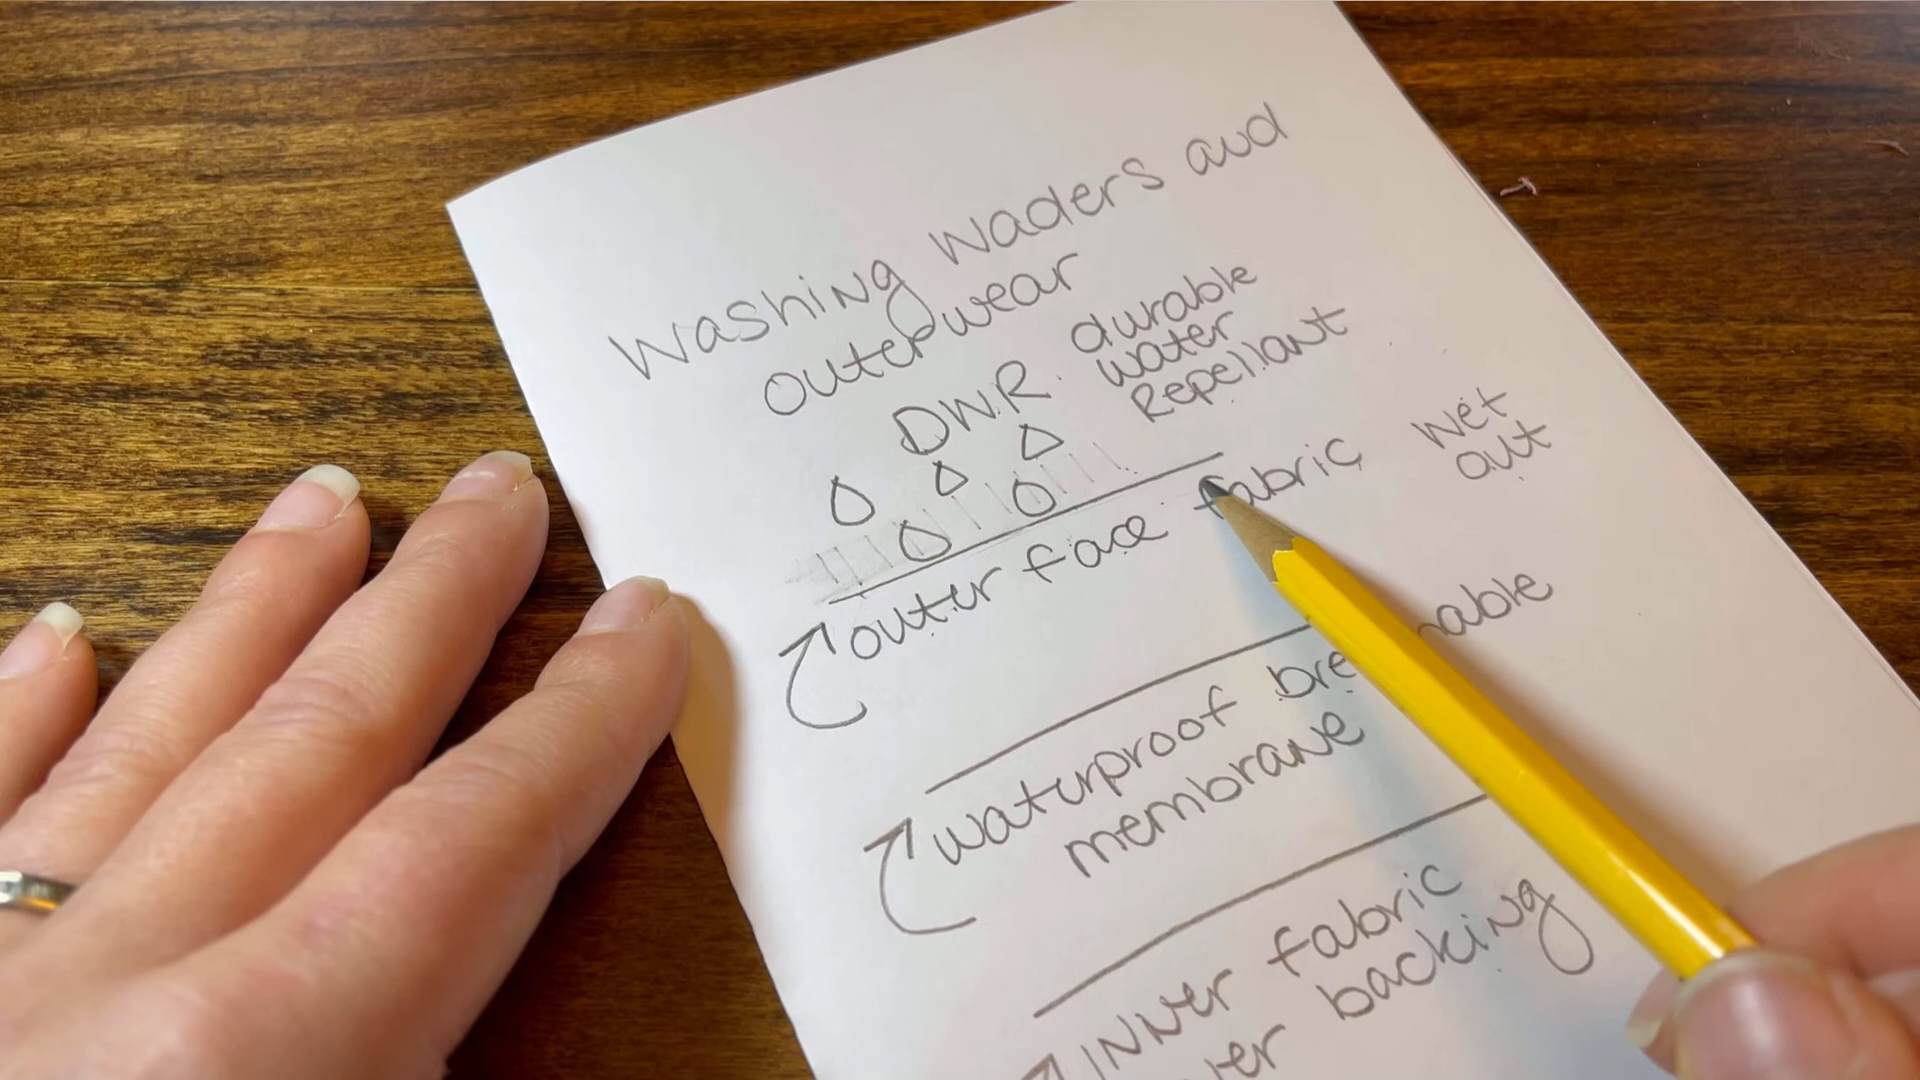 Washing Waders and
outerwear
DWR durable
water
Repellant
outer face fabric
wet
out
waterproof
membrane
inner fabric
backing